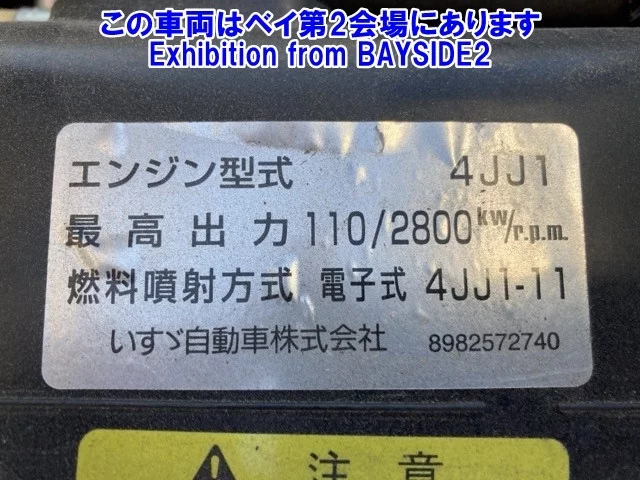 この車両はベイ第2会場にあります
Exhibition from BAYSIDE2
エンジン型式 4JJ1
最高出力 110/2800 kW/r.p.m.
燃料噴射方式 電子式 4JJ1-11
いすゞ自動車株式会社 8982572740
注意